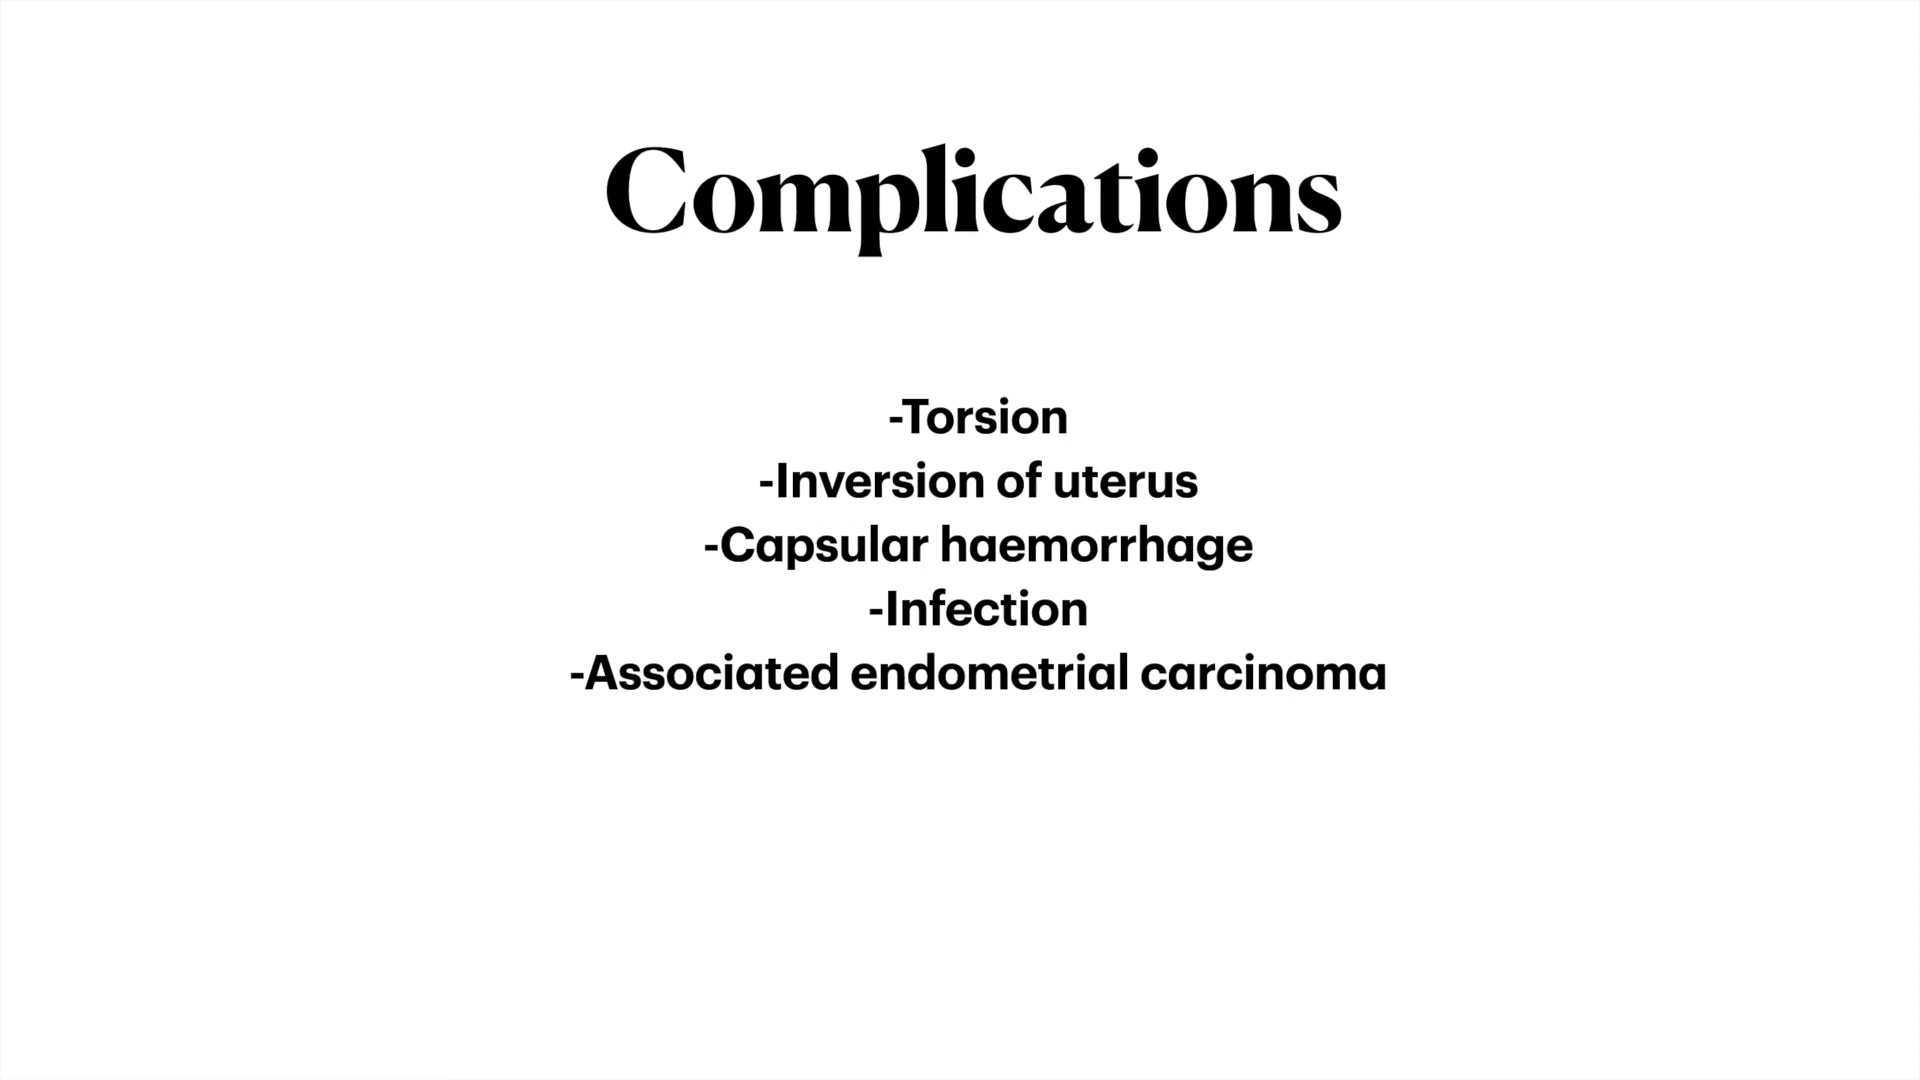 Complications
-Torsion
-Inversion of uterus
-Capsular haemorrhage
-Infection
-Associated endometrial carcinoma